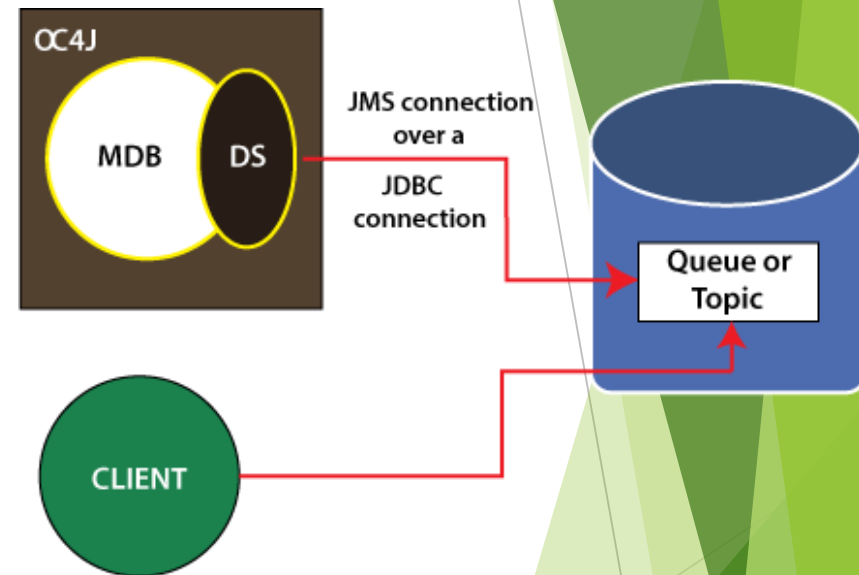 OC4J
MDB
DS
JMS connection
over a
JDBC
connection
Queue or
Topic
CLIENT